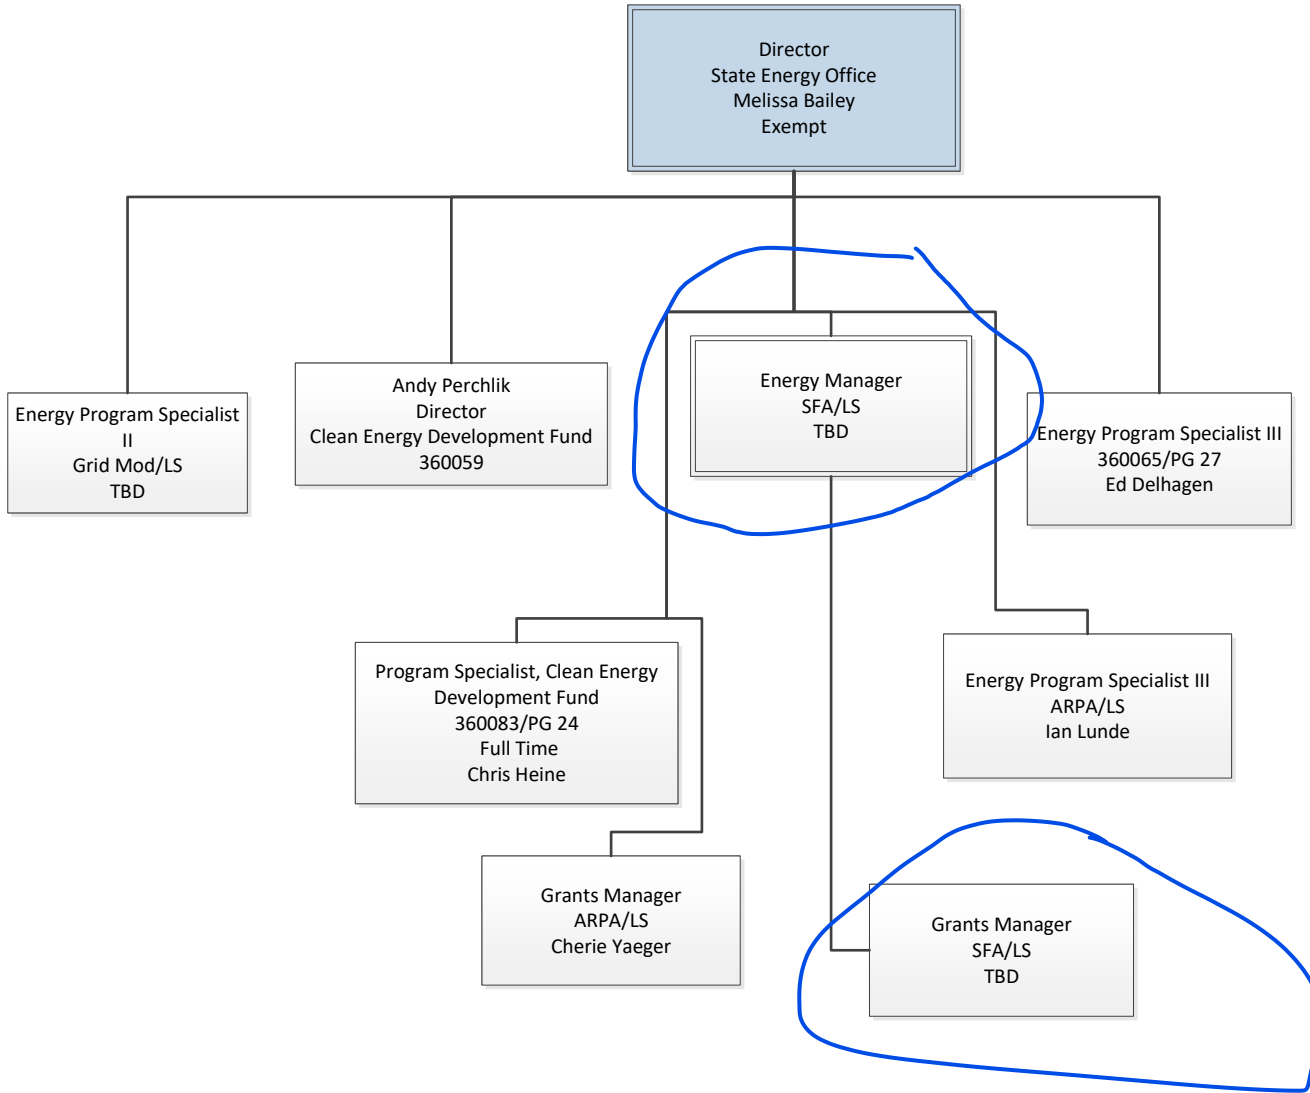 Director
State Energy Office
Melissa Bailey
Exempt
Energy Program Specialist
II
Grid Mod/LS
TBD
Andy Perchlik
Director
Clean Energy Development Fund
360059
Energy Manager
SFA/LS
TBD
Energy Program Specialist III
360065/PG 27
Ed Delhagen
Program Specialist, Clean Energy
Development Fund
360083/PG 24
Full Time
Chris Heine
Energy Program Specialist III
ARPA/LS
Ian Lunde
Grants Manager
ARPA/LS
Cherie Yaeger
Grants Manager
SFA/LS
TBD